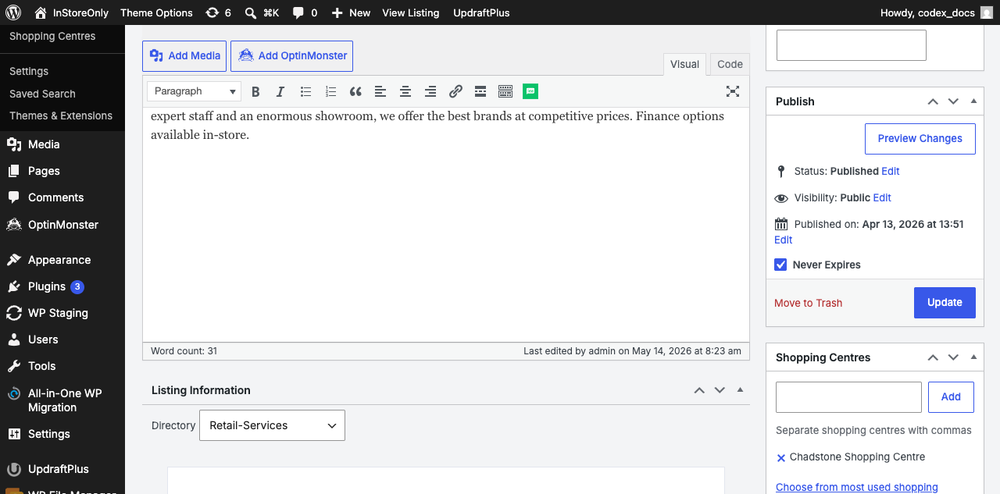 InStoreOnly Theme Options 6 ⌘K 0 New View Listing UpdraftPlus Howdy, codex_docs
Shopping Centres
Settings
Saved Search
Themes & Extensions
Media
Pages
Comments
OptinMonster
Appearance
Plugins 3
WP Staging
Users
Tools
All-in-One WP
Migration
Settings
UpdraftPlus
WP File Manager
Add Media Add OptinMonster
Visual Code
Paragraph
expert staff and an enormous showroom, we offer the best brands at competitive prices. Finance options
available in-store.
Word count: 31 Last edited by admin on May 14, 2026 at 8:23 am
Listing Information
Directory Retail-Services
Publish
Preview Changes
Status: Published Edit
Visibility: Public Edit
Published on: Apr 13, 2026 at 13:51
Edit
Never Expires
Move to Trash Update
Shopping Centres
Add
Separate shopping centres with commas
Chadstone Shopping Centre
Choose from most used shopping